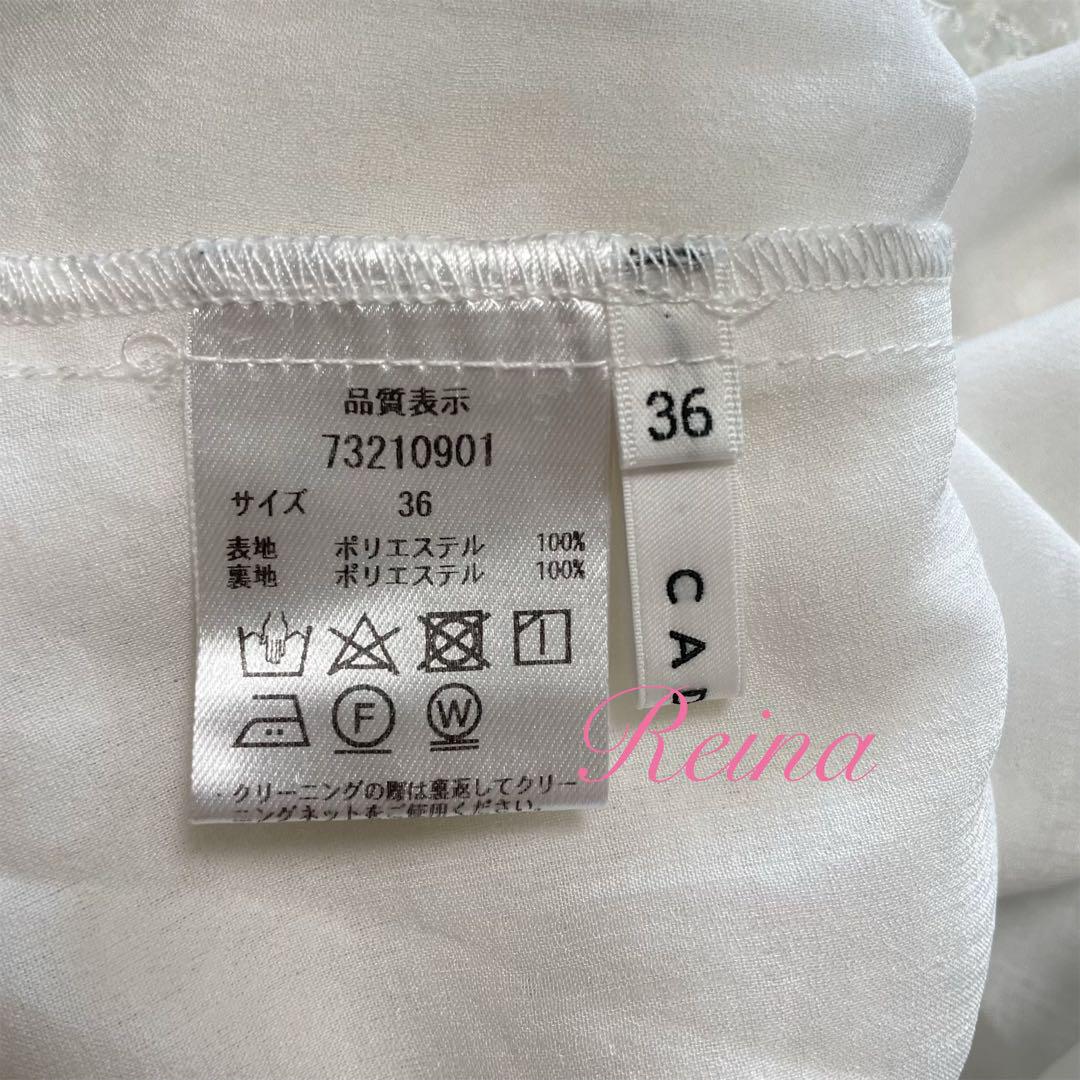 品質表示
73210901
サイズ 36
表地 ポリエステル 100%
裏地 ポリエステル 100%
F
W
・クリーニングの際は裏返してクリー
ニングネットをご使用ください。
36
CA
Reina